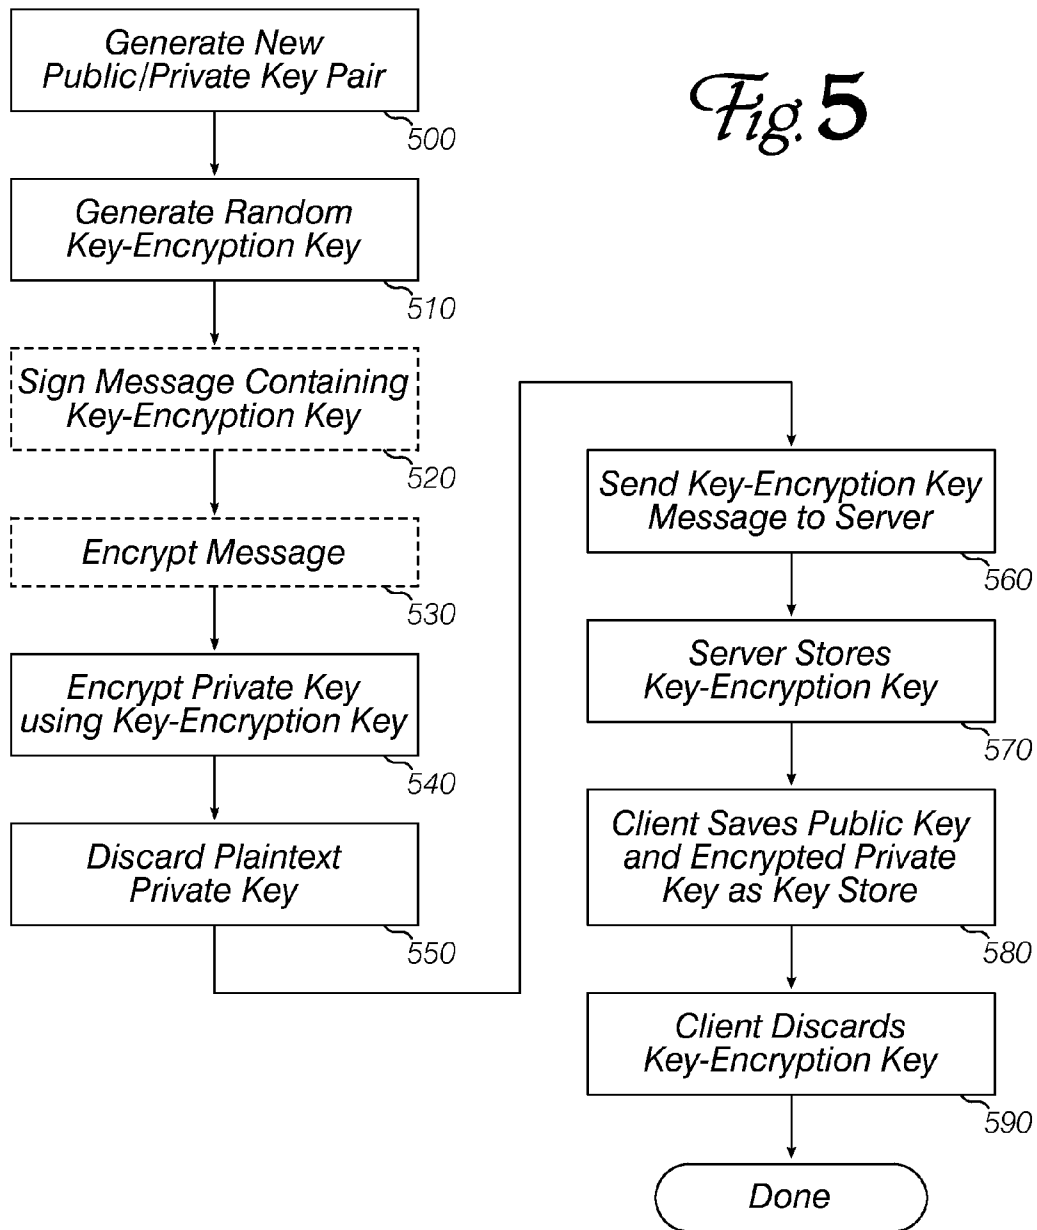 Generate New
Public/Private Key Pair
500
Fig. 5
Generate Random
Key-Encryption Key
510
Sign Message Containing
Key-Encryption Key
520
Encrypt Message
530
Encrypt Private Key
using Key-Encryption Key
540
Discard Plaintext
Private Key
550
Send Key-Encryption Key
Message to Server
560
Server Stores
Key-Encryption Key
570
Client Saves Public Key
and Encrypted Private
Key as Key Store
580
Client Discards
Key-Encryption Key
590
Done